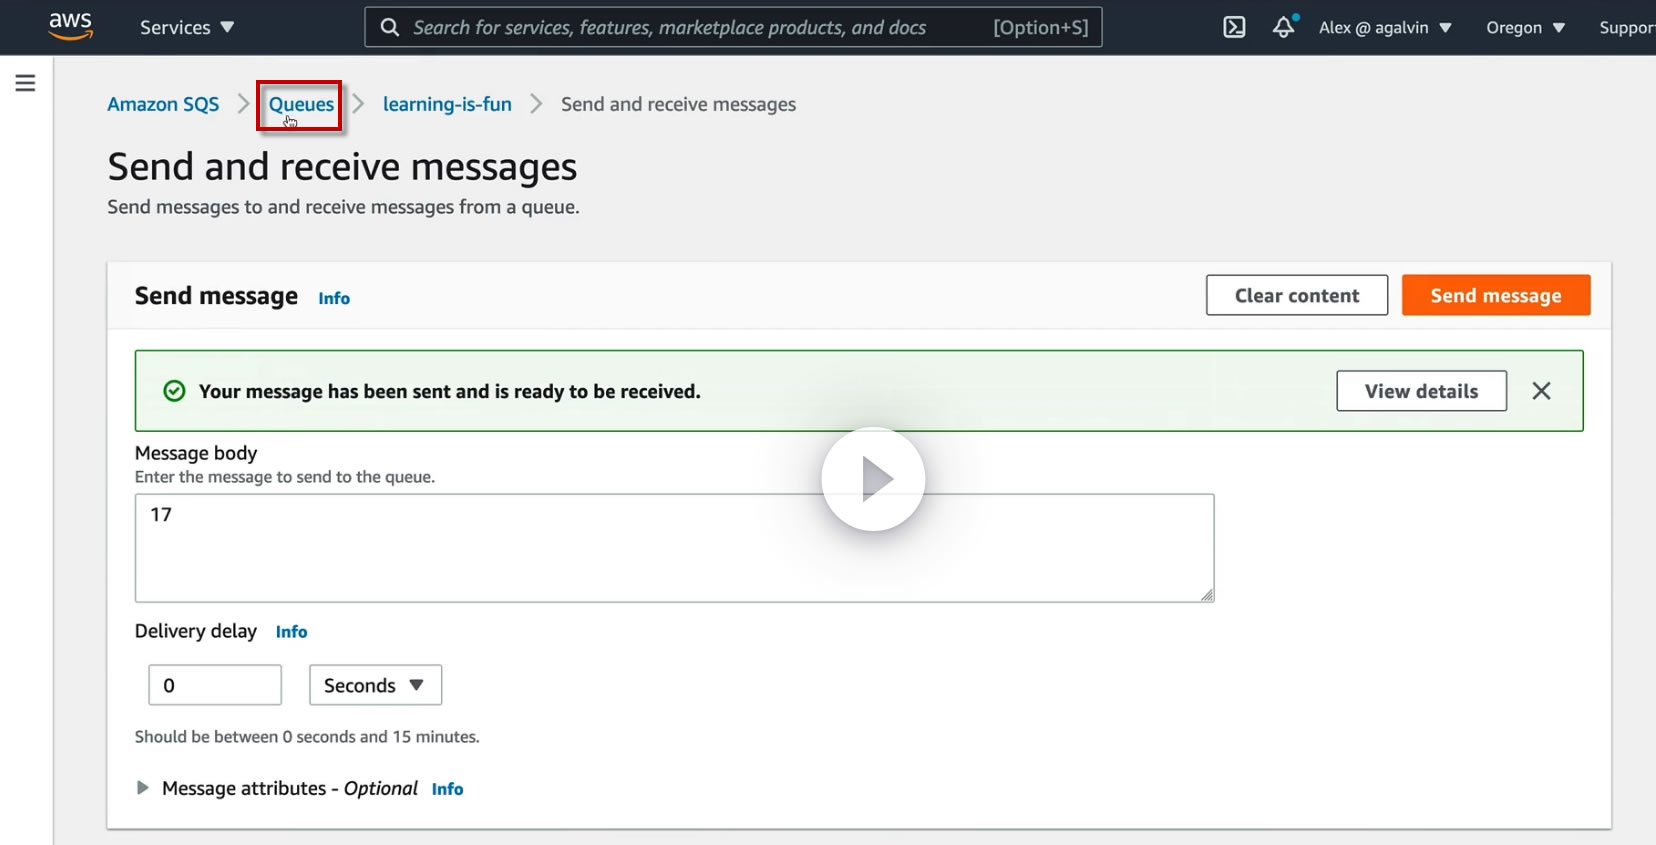 aws Services Search for services, features, marketplace products, and docs [Option+S] Alex @ agalvin Oregon Suppor
Amazon SQS Queues learning-is-fun Send and receive messages
Send and receive messages
Send messages to and receive messages from a queue.
Send message Info Clear content Send message
Your message has been sent and is ready to be received. View details
Message body
Enter the message to send to the queue.
17
Delivery delay Info
0 Seconds
Should be between 0 seconds and 15 minutes.
Message attributes - Optional Info